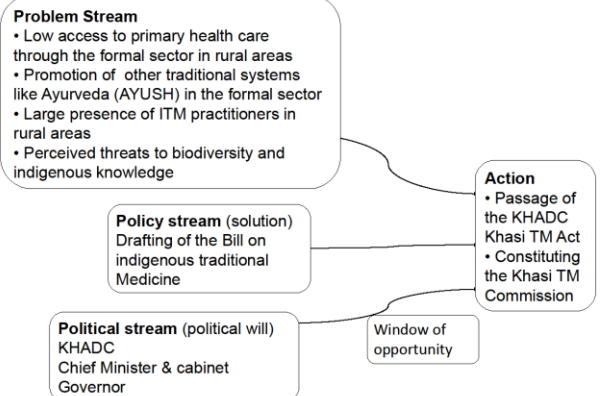 Problem Stream
• Low access to primary health care
through the formal sector in rural areas
• Promotion of other traditional systems
like Ayurveda (AYUSH) in the formal sector
• Large presence of ITM practitioners in
rural areas
• Perceived threats to biodiversity and
indigenous knowledge
Policy stream (solution)
Drafting of the Bill on
indigenous traditional
Medicine
Political stream (political will)
KHADC
Chief Minister & cabinet
Governor
Window of
opportunity
Action
• Passage of
the KHADC
Khasi TM Act
• Constituting
the Khasi TM
Commission